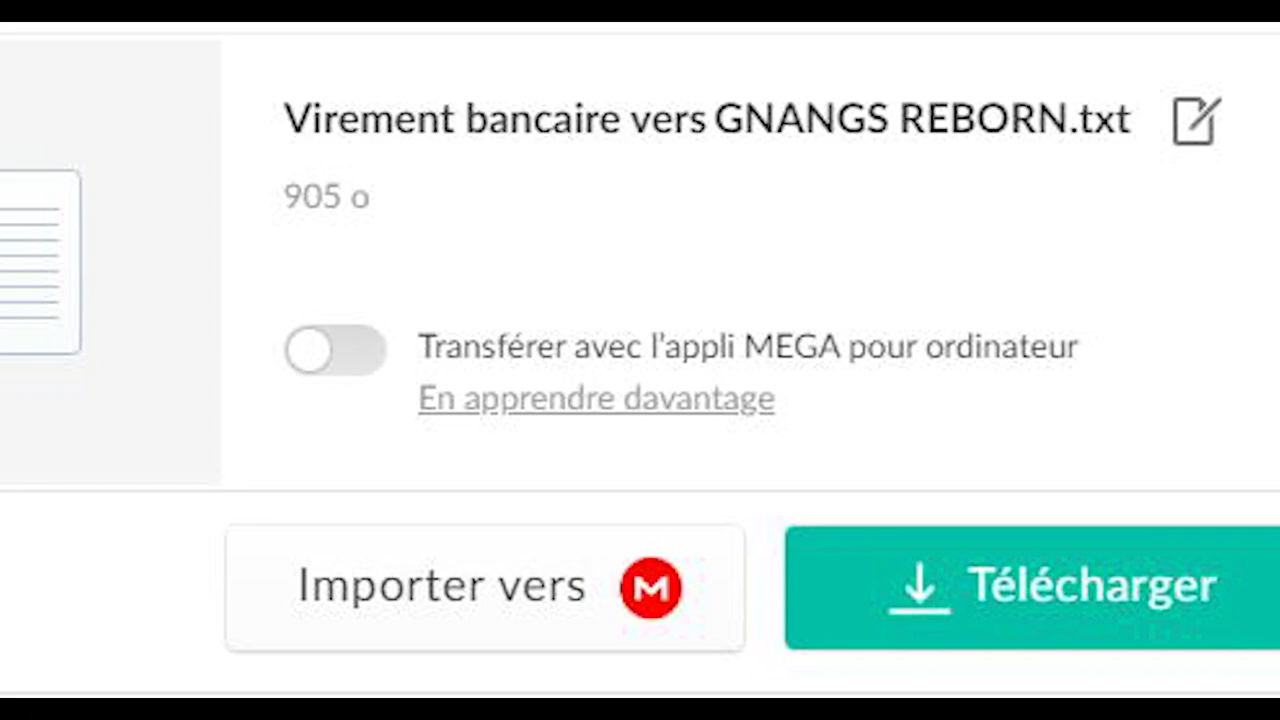 Virement bancaire vers GNANGS REBORN.txt
905 o
Transférer avec l'appli MEGA pour ordinateur
En apprendre davantage
Importer vers M
Télécharger